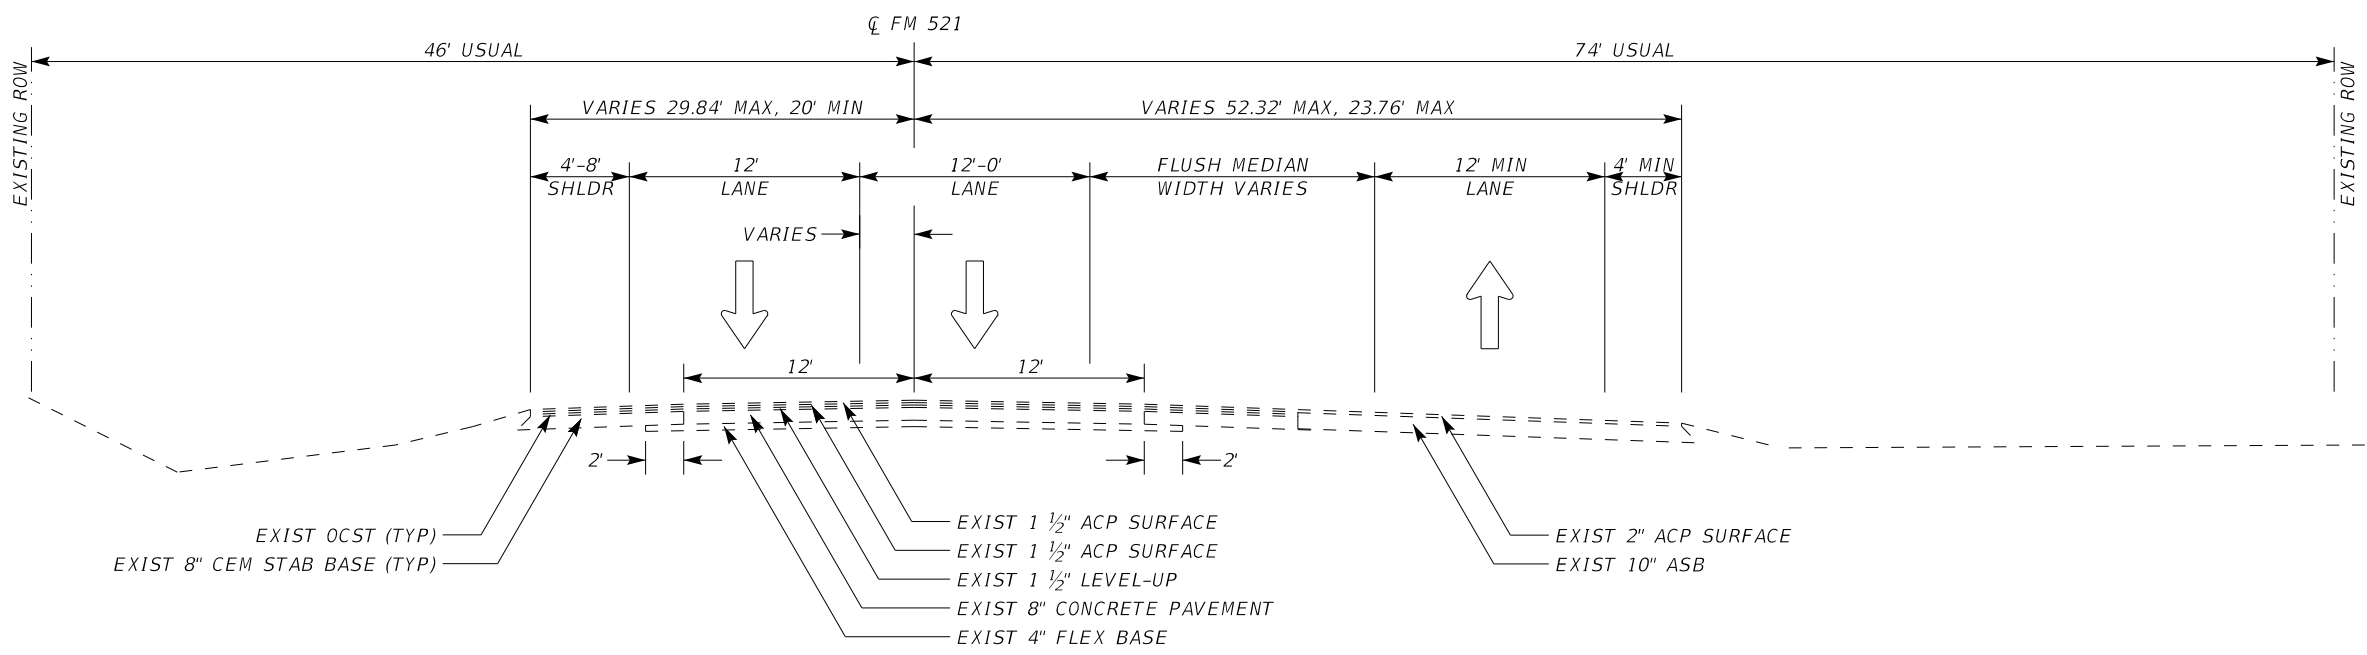 ℄ FM 521
46' USUAL
74' USUAL
EXISTING ROW
EXISTING ROW
VARIES 29.84' MAX, 20' MIN
VARIES 52.32' MAX, 23.76' MAX
4'-8'
SHLDR
12'
LANE
12'-0'
LANE
FLUSH MEDIAN
WIDTH VARIES
12' MIN
LANE
4' MIN
SHLDR
VARIES
12'
12'
2'
2'
EXIST OCST (TYP)
EXIST 8" CEM STAB BASE (TYP)
EXIST 1 ½" ACP SURFACE
EXIST 1 ½" ACP SURFACE
EXIST 1 ½" LEVEL-UP
EXIST 8" CONCRETE PAVEMENT
EXIST 4" FLEX BASE
EXIST 2" ACP SURFACE
EXIST 10" ASB